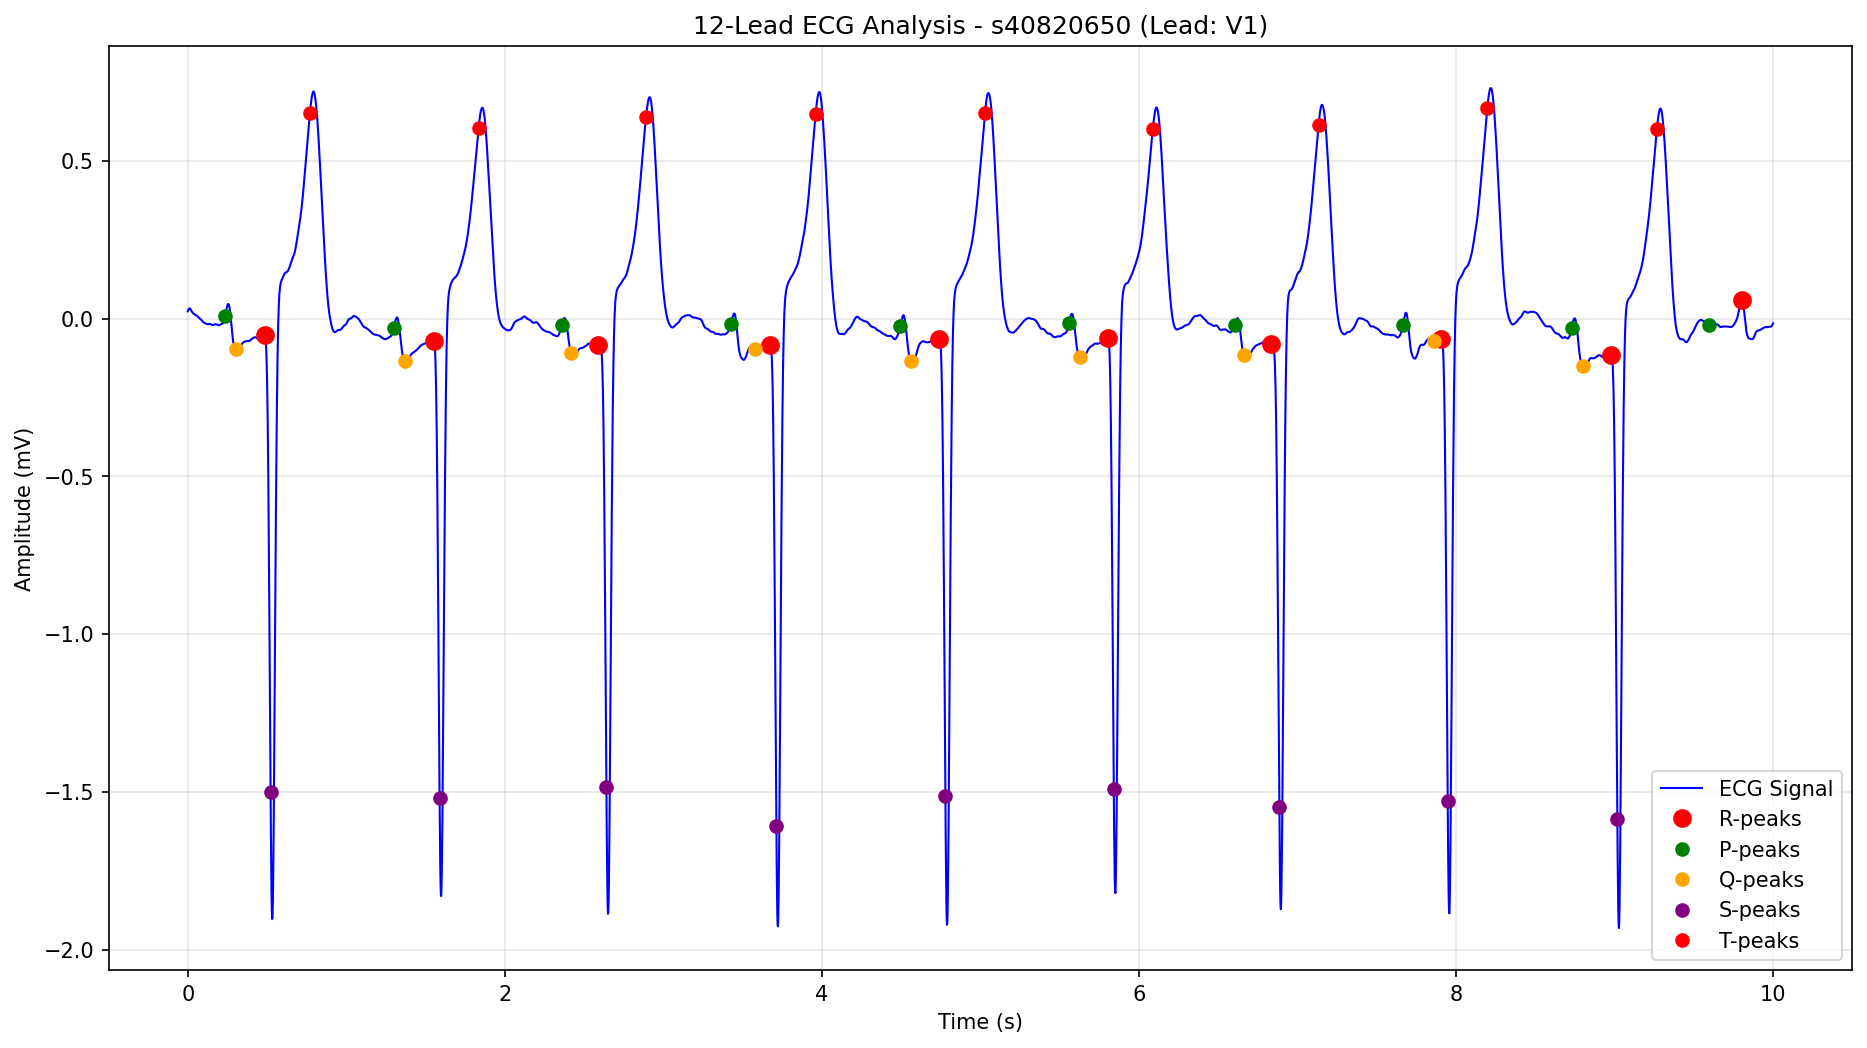 12-Lead ECG Analysis - s40820650 (Lead: V1)
Amplitude (mV)
0.5
0.0
−0.5
−1.0
−1.5
−2.0
0
2
4
6
8
10
Time (s)
ECG Signal
R-peaks
P-peaks
Q-peaks
S-peaks
T-peaks